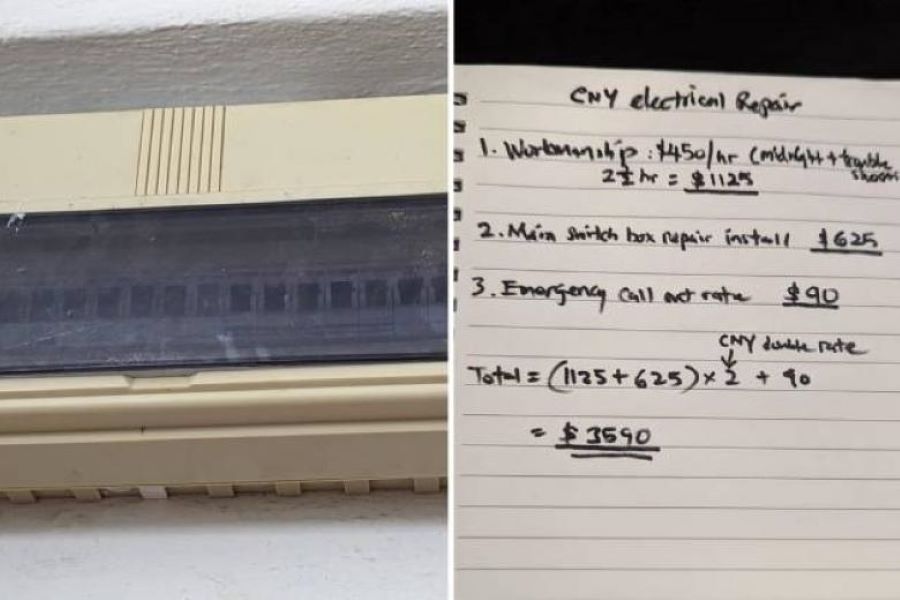 CNY electrical Repair
1. Workmanship : $450/hr (midnight + trouble
shoot
2½ hr = $1125
2. Main switch box repair install $625
3. Emergency call out rate $90
CNY double rate
Total = (1125 + 625) × 2 + 90
= $3590